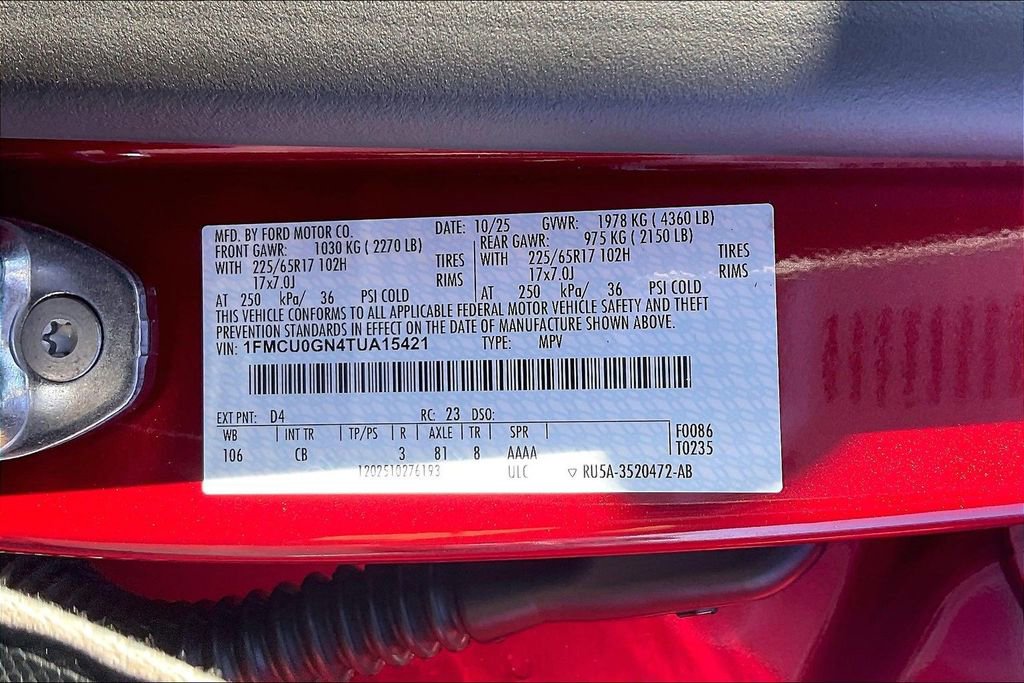 MFD. BY FORD MOTOR CO. DATE: 10/25 GVWR: 1978 KG ( 4360 LB)
FRONT GAWR: 1030 KG ( 2270 LB) REAR GAWR: 975 KG ( 2150 LB)
WITH 225/65R17 102H TIRES WITH 225/65R17 102H TIRES
17x7.0J RIMS 17x7.0J RIMS
AT 250 kPa/ 36 PSI COLD AT 250 kPa/ 36 PSI COLD
THIS VEHICLE CONFORMS TO ALL APPLICABLE FEDERAL MOTOR VEHICLE SAFETY AND THEFT
PREVENTION STANDARDS IN EFFECT ON THE DATE OF MANUFACTURE SHOWN ABOVE.
VIN: 1FMCU0GN4TUA15421 TYPE: MPV
EXT PNT: D4 RC: 23 DSO:
WB INT TR TP/PS R AXLE TR SPR F0086
106 CB 3 81 8 AAAA T0235
1202510276193 ULC ▽ RU5A-3520472-AB